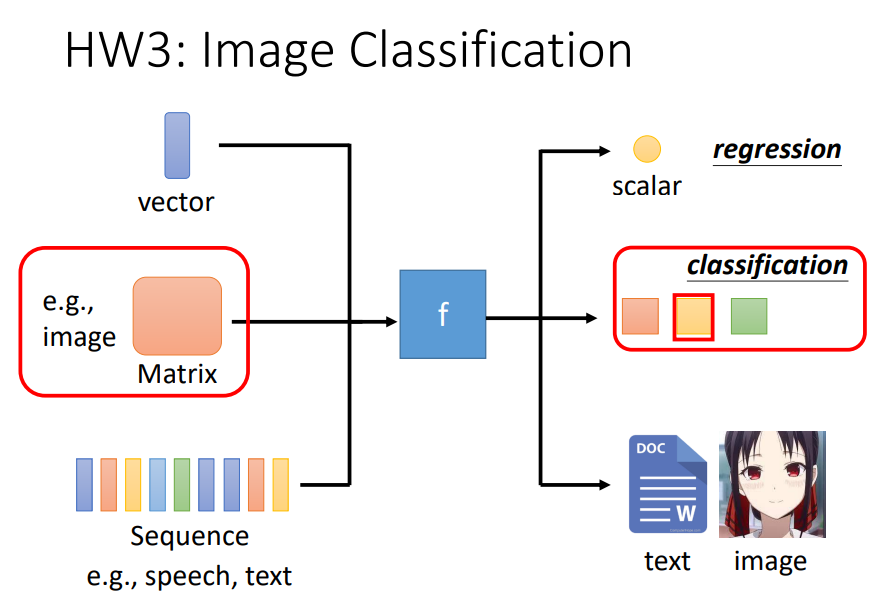 HW3: Image Classification
vector
e.g.,
image
Matrix
Sequence
e.g., speech, text
f
scalar
regression
classification
DOC
W
text
image